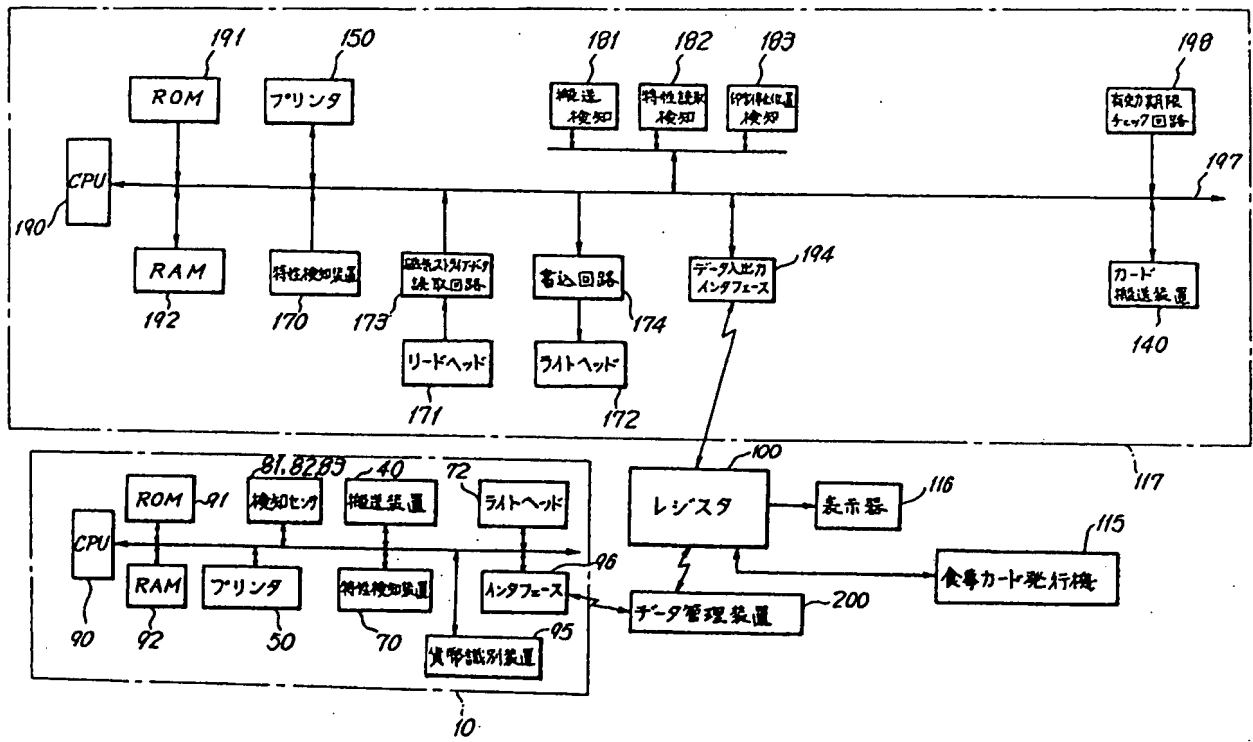 191
150
181
182
183
198
ROM
プリンタ
搬送
検知
特性読取
検知
印字停止位置
検知
有効期限
チェック回路
CPU
197
190
RAM
特性検知装置
磁気ストライプデータ
読取回路
書込回路
データ入出力
インタフェース
194
カード
搬送装置
192
170
173
174
140
リードヘッド
ライトヘッド
171
172
117
81,82,83
40
72
100
ROM
91
検知センサ
搬送装置
ライトヘッド
レジスタ
表示器
116
CPU
96
115
RAM
プリンタ
特性検知装置
インタフェース
データ管理装置
200
食事カード発行機
90
92
50
70
95
貨幣識別装置
10